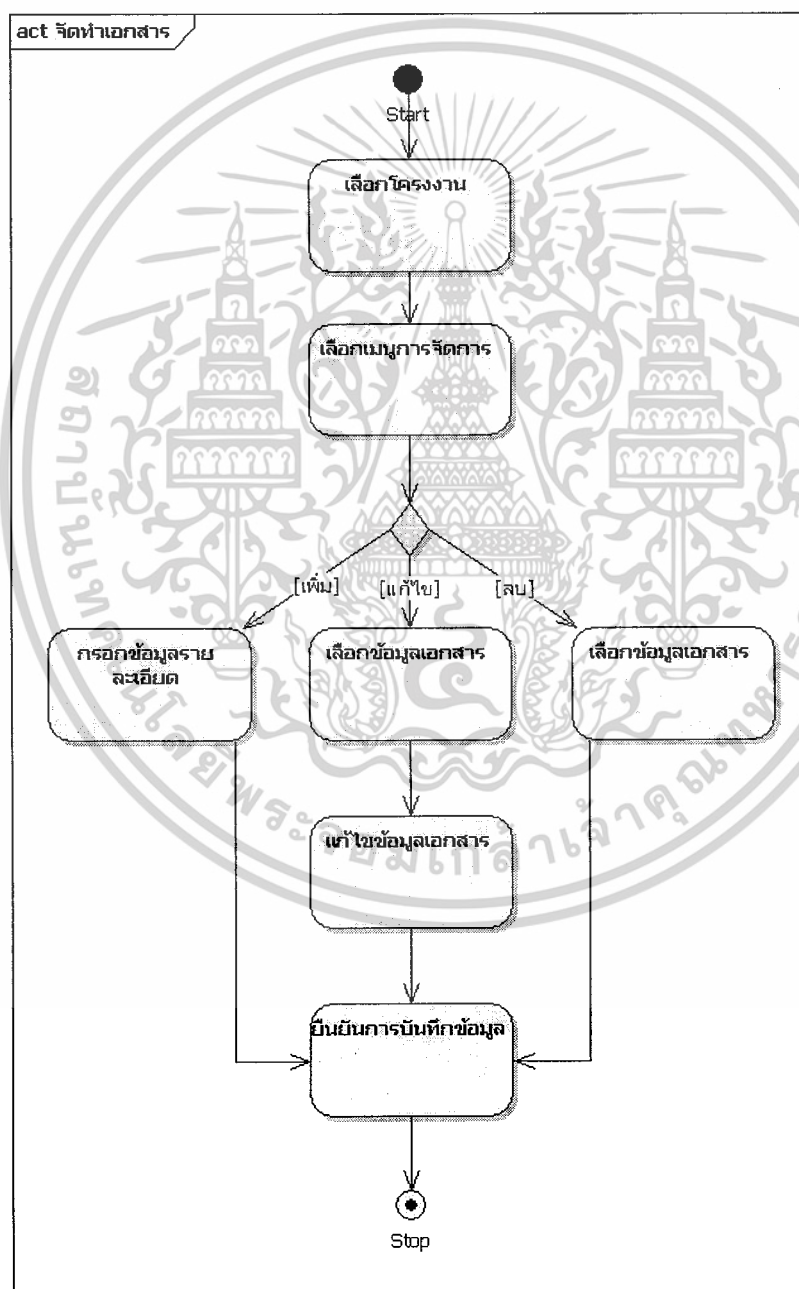 act จัดทำเอกสาร
Start
เลือกโครงงาน
เลือกเมนูการจัดการ
[เพิ่ม]
[แก้ไข]
[ลบ]
กรอกข้อมูลราย
ละเอียด
เลือกข้อมูลเอกสาร
เลือกข้อมูลเอกสาร
แก้ไขข้อมูลเอกสาร
ยืนยันการบันทึกข้อมูล
Stop